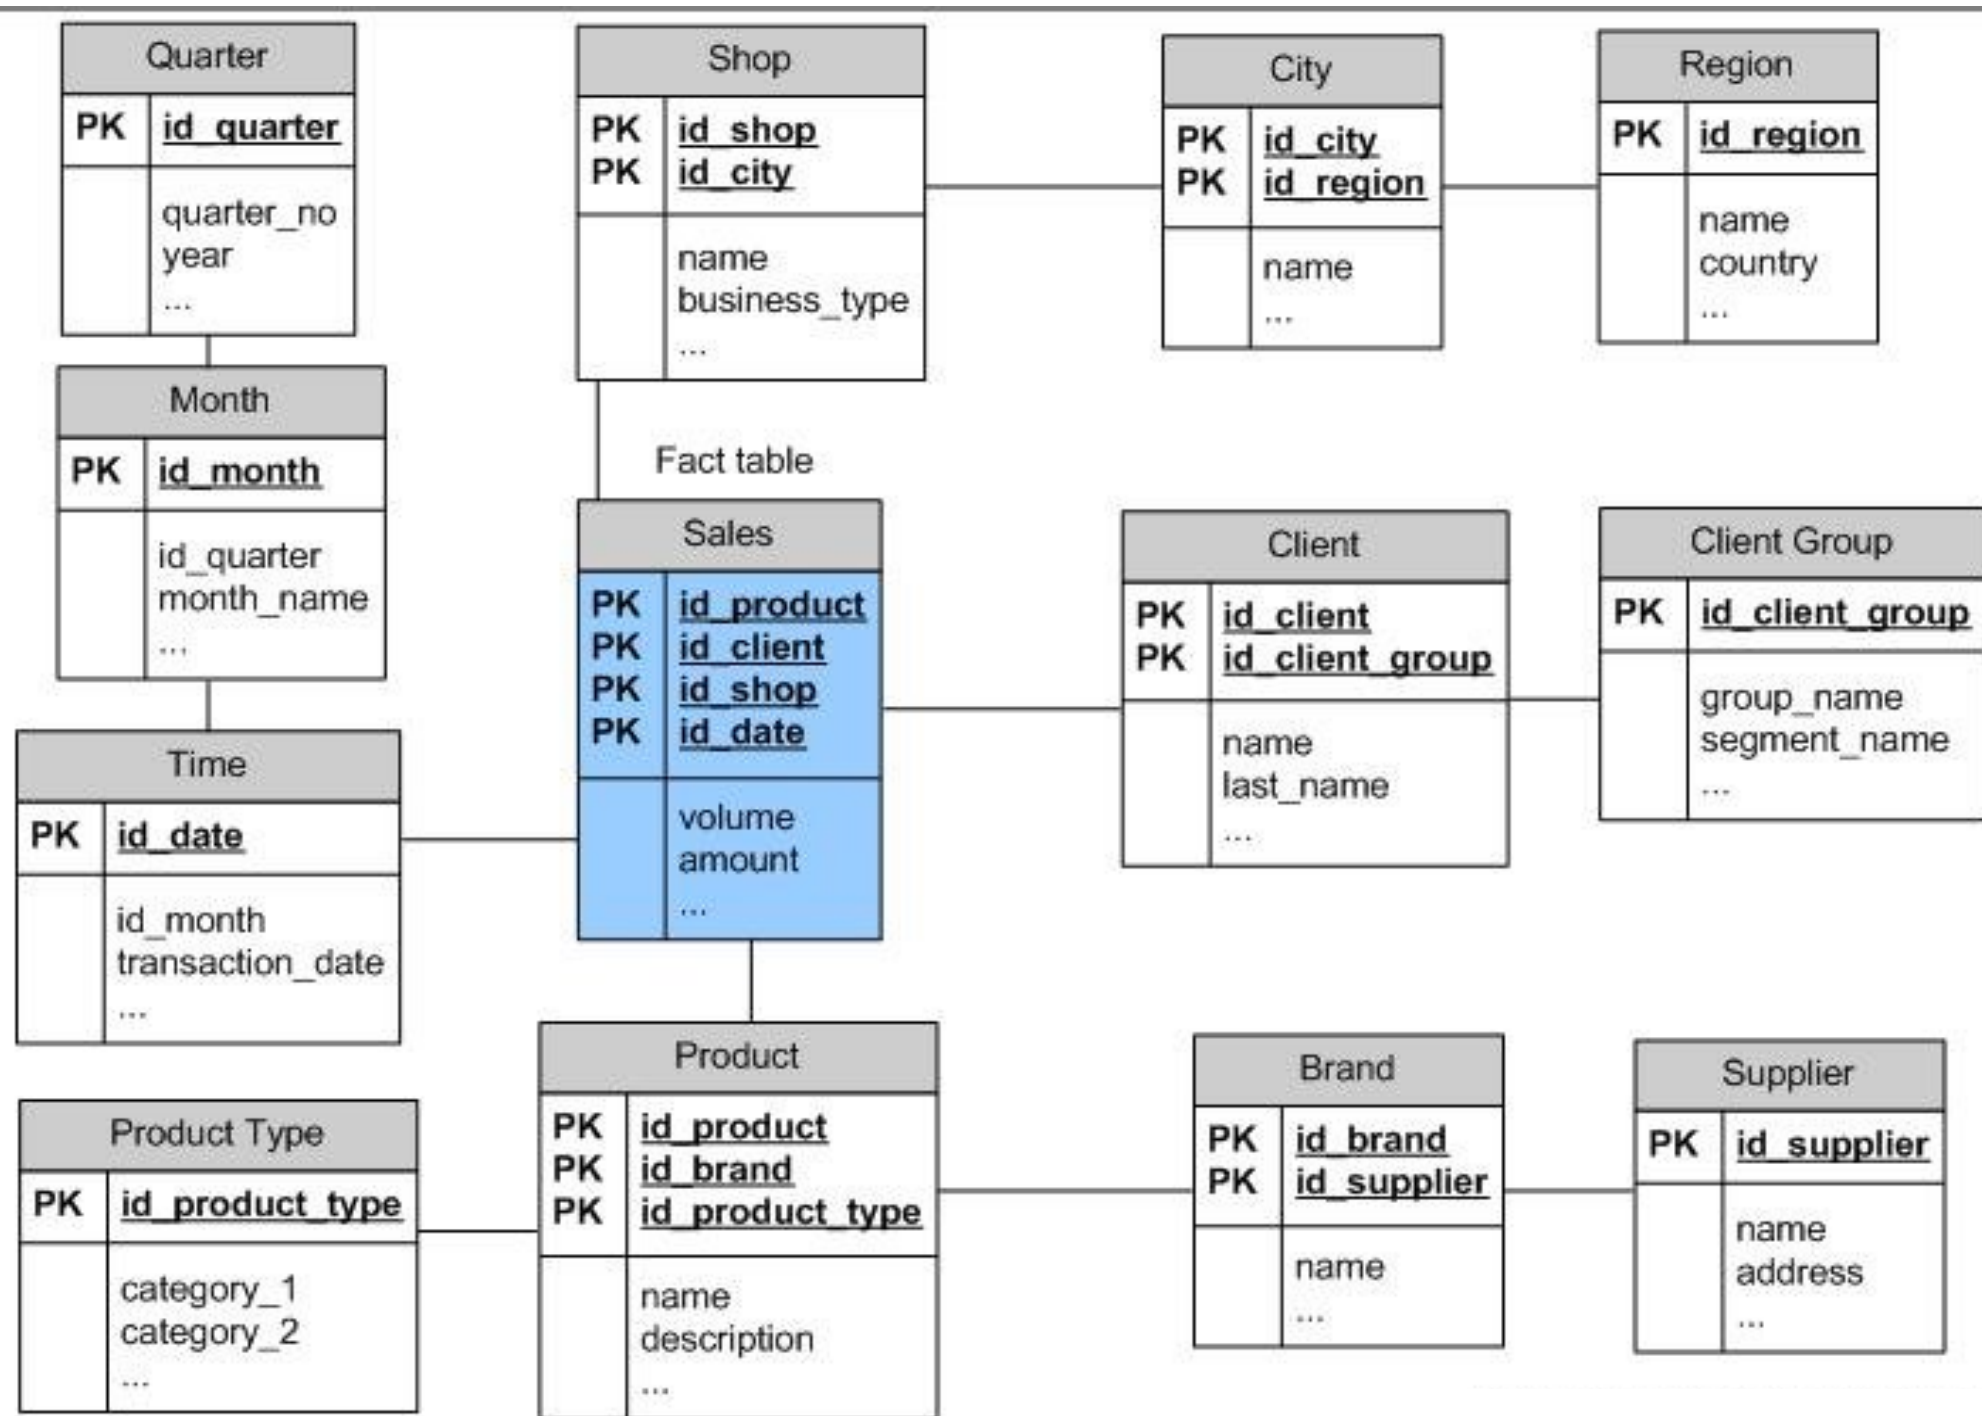 Quarter
PK id_quarter
quarter_no
year
...
Shop
PK id_shop
PK id_city
name
business_type
...
City
PK id_city
PK id_region
name
...
Region
PK id_region
name
country
...
Month
PK id_month
id_quarter
month_name
...
Fact table
Sales
PK id_product
PK id_client
PK id_shop
PK id_date
volume
amount
...
Client
PK id_client
PK id_client_group
name
last_name
...
Client Group
PK id_client_group
group_name
segment_name
...
Time
PK id_date
id_month
transaction_date
...
Product Type
PK id_product_type
category_1
category_2
...
Product
PK id_product
PK id_brand
PK id_product_type
name
description
...
Brand
PK id_brand
PK id_supplier
name
...
Supplier
PK id_supplier
name
address
...